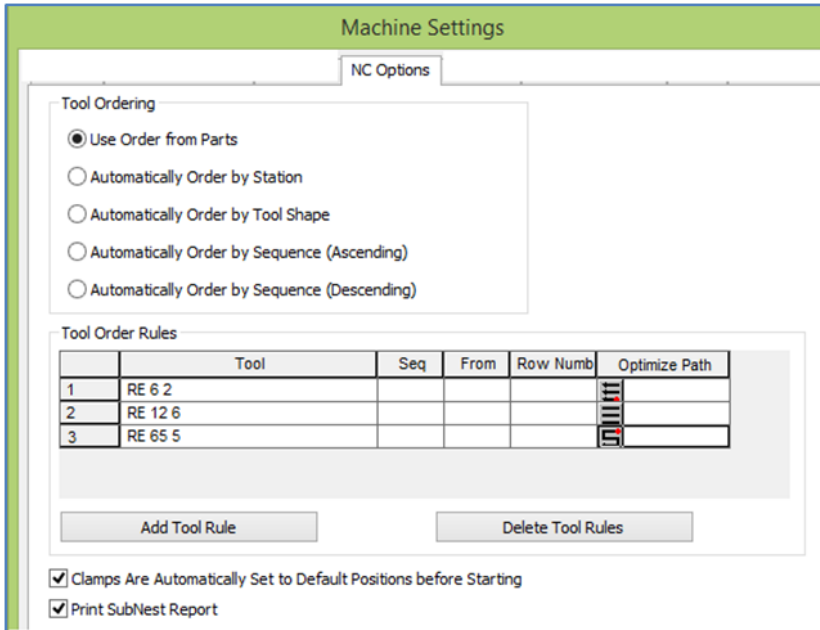 Machine Settings
NC Options
Tool Ordering
Use Order from Parts
Automatically Order by Station
Automatically Order by Tool Shape
Automatically Order by Sequence (Ascending)
Automatically Order by Sequence (Descending)
Tool Order Rules
Tool Seq From Row Numb Optimize Path
1 RE 6 2
2 RE 12 6
3 RE 65 5
Add Tool Rule Delete Tool Rules
Clamps Are Automatically Set to Default Positions before Starting
Print SubNest Report